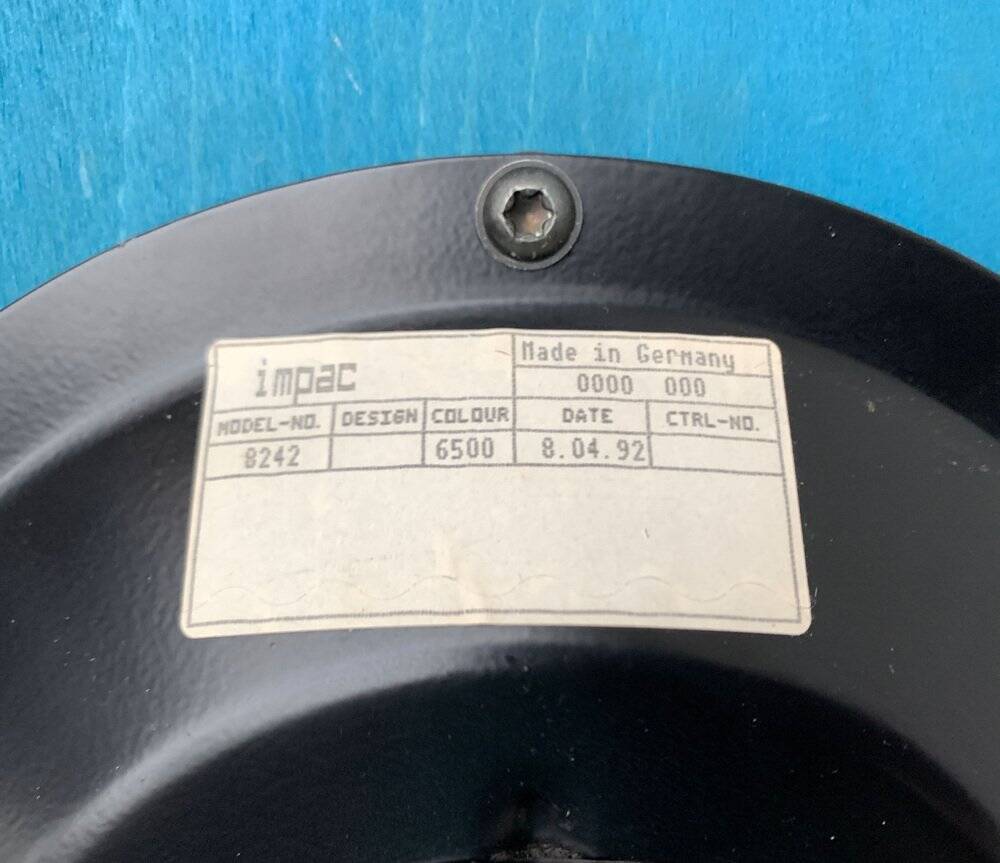 impac
Made in Germany
0000 000
MODEL-NO. DESIGN COLOUR DATE CTRL-NO.
8242 6500 8.04.92